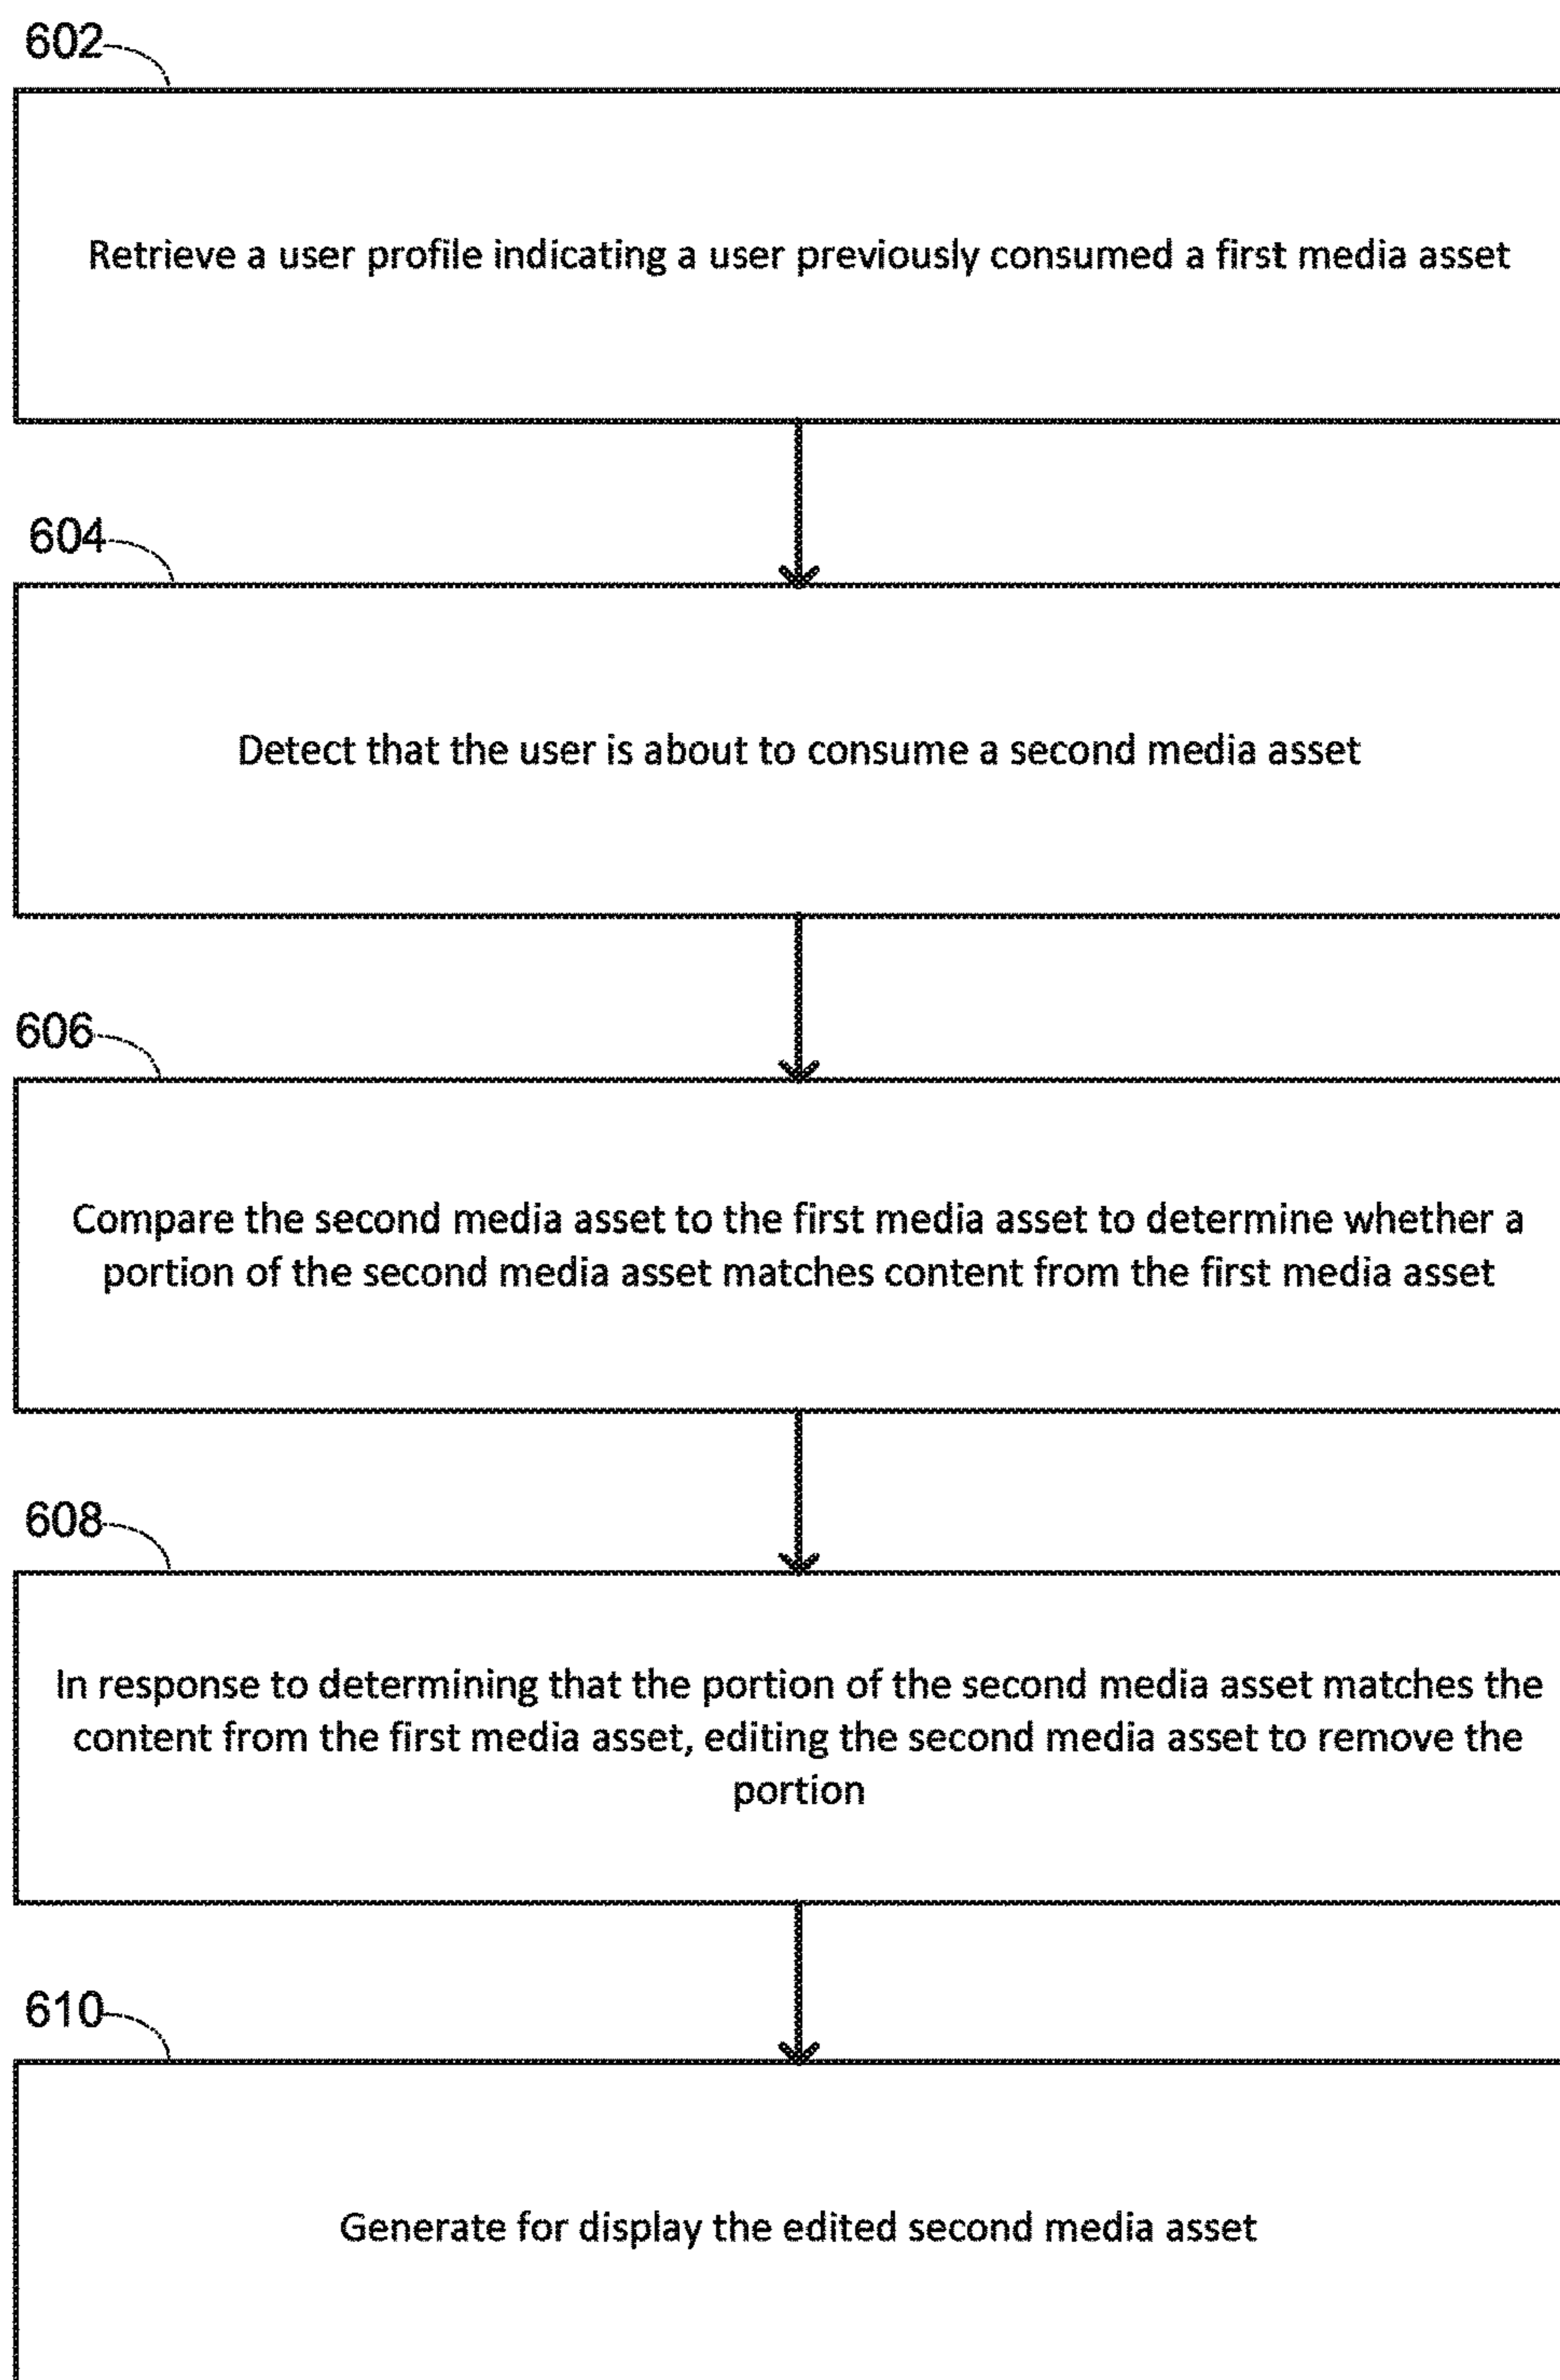 602
Retrieve a user profile indicating a user previously consumed a first media asset
604
Detect that the user is about to consume a second media asset
606
Compare the second media asset to the first media asset to determine whether a
portion of the second media asset matches content from the first media asset
608
In response to determining that the portion of the second media asset matches the
content from the first media asset, editing the second media asset to remove the
portion
610
Generate for display the edited second media asset